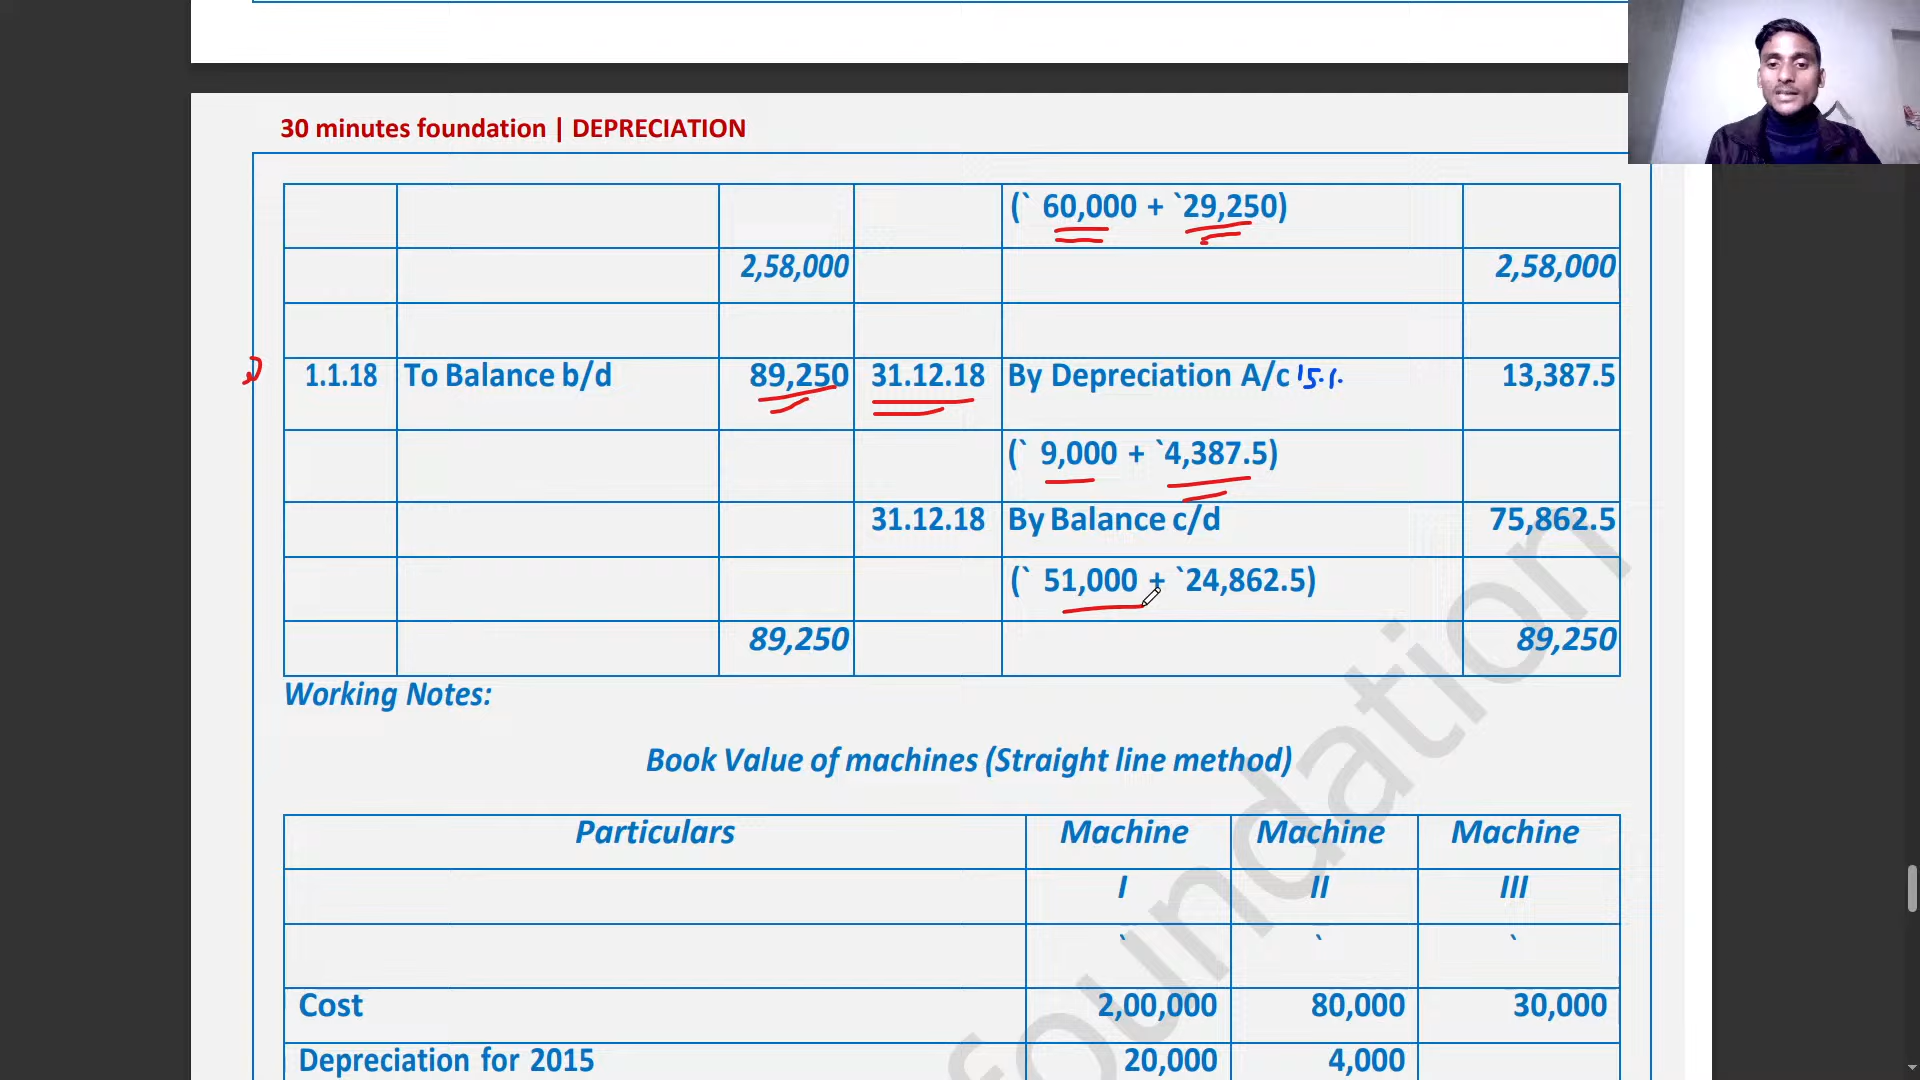 30 minutes foundation | DEPRECIATION
(` 60,000 + `29,250)
2,58,000 2,58,000
1.1.18 To Balance b/d 89,250 31.12.18 By Depreciation A/c 15% 13,387.5
(` 9,000 + `4,387.5)
31.12.18 By Balance c/d 75,862.5
(` 51,000 + `24,862.5)
89,250 89,250
Working Notes:
Book Value of machines (Straight line method)
Particulars Machine Machine Machine
I II III
` ` `
Cost 2,00,000 80,000 30,000
Depreciation for 2015 20,000 4,000
foundation